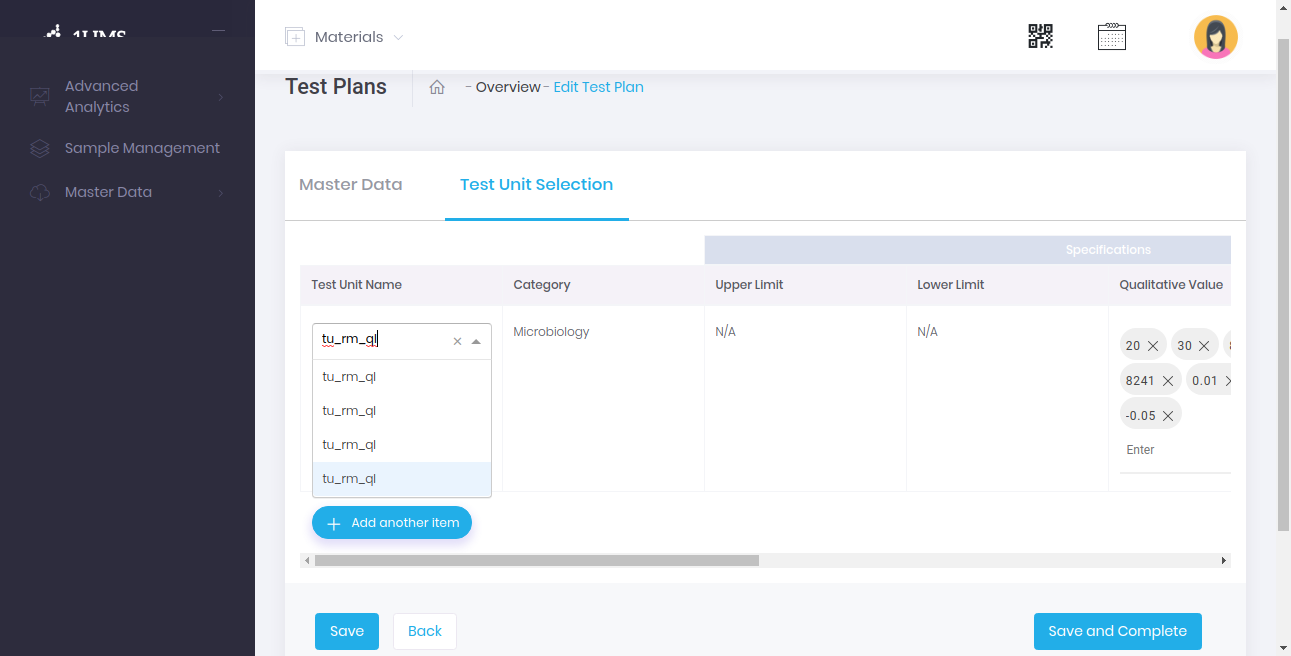 Materials
Advanced
Analytics
Sample Management
Master Data
Test Plans
- Overview - Edit Test Plan
Master Data
Test Unit Selection
Specifications
Test Unit Name
Category
Upper Limit
Lower Limit
Qualitative Value
tu_rm_ql
Microbiology
N/A
N/A
20
30
8241
0.01
-0.05
Enter
tu_rm_ql
tu_rm_ql
tu_rm_ql
tu_rm_ql
Add another item
Save
Back
Save and Complete